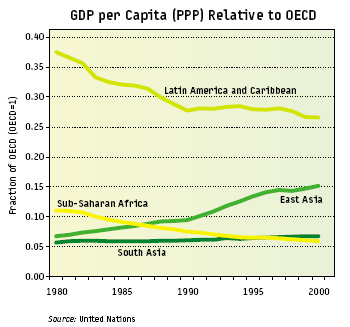 GDP per Capita (PPP) Relative to OECD
Fraction of OECD (OECD=1)
0.40
0.35
0.30
0.25
0.20
0.15
0.10
0.05
0.00
Latin America and Caribbean
Sub-Saharan Africa
East Asia
South Asia
1980 1985 1990 1995 2000
Source: United Nations